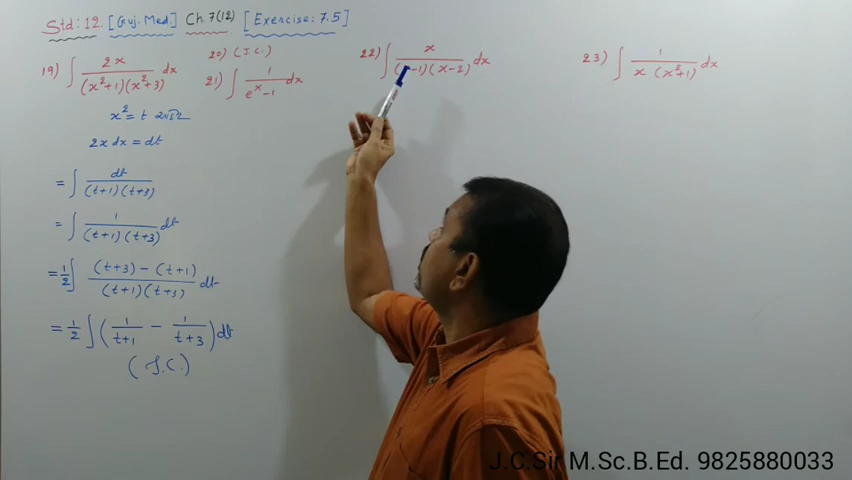 Std: 12. [Guj. Med.] Ch. 7 (12) [Exercise: 7.5]
19) ∫ 2x / (x²+1)(x²+3) dx
x² = t
2x dx = dt
= ∫ dt / (t+1)(t+3)
= ∫ 1 / (t+1)(t+3) dt
= 1/2 ∫ (t+3) - (t+1) / (t+1)(t+3) dt
= 1/2 ∫ ( 1/t+1 - 1/t+3 ) dt
20) (J.C.)
21) ∫ 1 / eˣ-1 dx
22) ∫ x / -1)(x-2) dx
23) ∫ 1 / x (x²+1) dx
J.C.Sir M.Sc.B.Ed. 9825880033